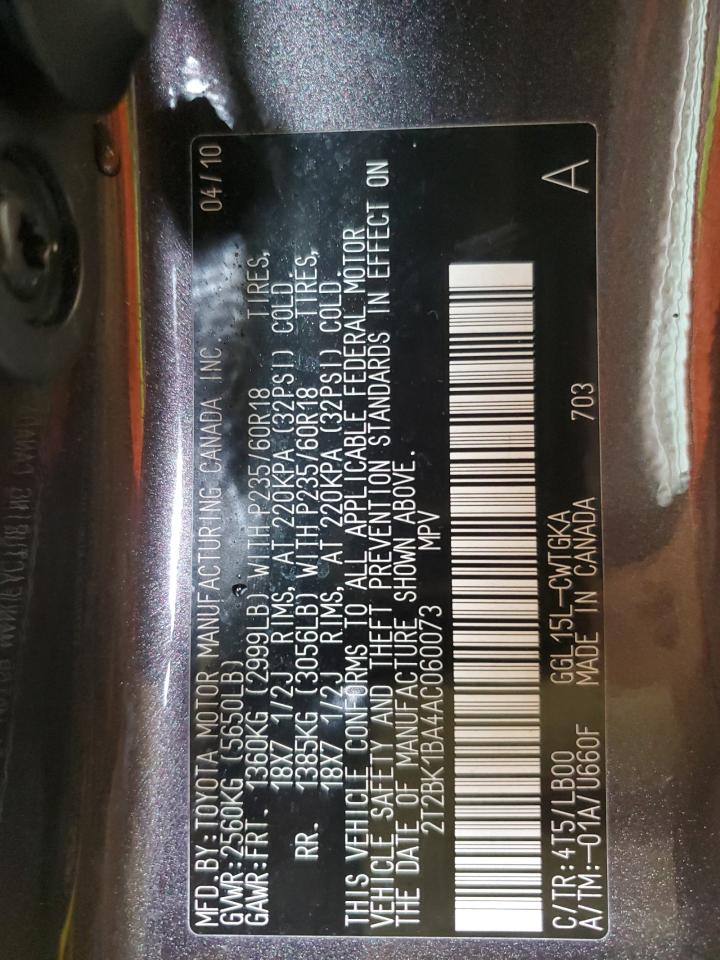 MFD.BY:TOYOTA MOTOR MANUFACTURING CANADA INC. 04/10
GVWR:2560KG (5650LB)
GAWR:FRT. 1360KG (2999LB) WITH P235/60R18 TIRES,
18X7 1/2J RIMS, AT 220KPA (32PSI) COLD.
RR. 1385KG (3056LB) WITH P235/60R18 TIRES,
18X7 1/2J RIMS, AT 220KPA (32PSI) COLD.
THIS VEHICLE CONFORMS TO ALL APPLICABLE FEDERAL MOTOR
VEHICLE SAFETY AND THEFT PREVENTION STANDARDS IN EFFECT ON
THE DATE OF MANUFACTURE SHOWN ABOVE.
2T2BK1BA4AC060073 MPV
C/TR:4T5/LB00 GGL15L-CWTGKA 703 A
A/TM:-01A/U660F MADE IN CANADA